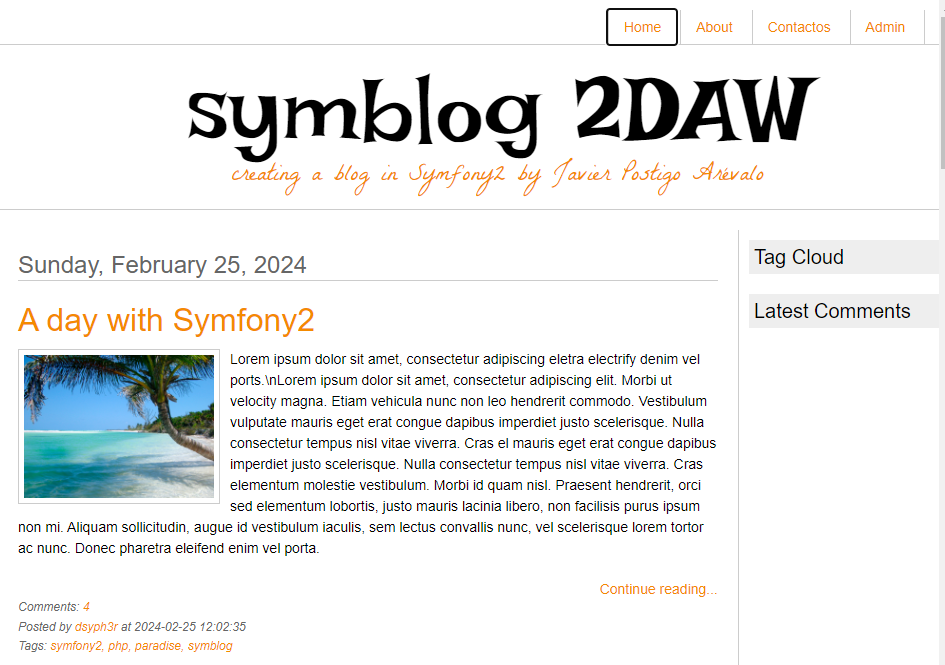 Home About Contactos Admin
symblog 2DAW
creating a blog in Symfony2 by Javier Postigo Arévalo
Sunday, February 25, 2024
A day with Symfony2
Lorem ipsum dolor sit amet, consectetur adipiscing eletra electrify denim vel
ports.\nLorem ipsum dolor sit amet, consectetur adipiscing elit. Morbi ut
velocity magna. Etiam vehicula nunc non leo hendrerit commodo. Vestibulum
vulputate mauris eget erat congue dapibus imperdiet justo scelerisque. Nulla
consectetur tempus nisl vitae viverra. Cras el mauris eget erat congue dapibus
imperdiet justo scelerisque. Nulla consectetur tempus nisl vitae viverra. Cras
elementum molestie vestibulum. Morbi id quam nisl. Praesent hendrerit, orci
sed elementum lobortis, justo mauris lacinia libero, non facilisis purus ipsum
non mi. Aliquam sollicitudin, augue id vestibulum iaculis, sem lectus convallis nunc, vel scelerisque lorem tortor
ac nunc. Donec pharetra eleifend enim vel porta.
Continue reading...
Comments: 4
Posted by dsyph3r at 2024-02-25 12:02:35
Tags: symfony2, php, paradise, symblog
Tag Cloud
Latest Comments